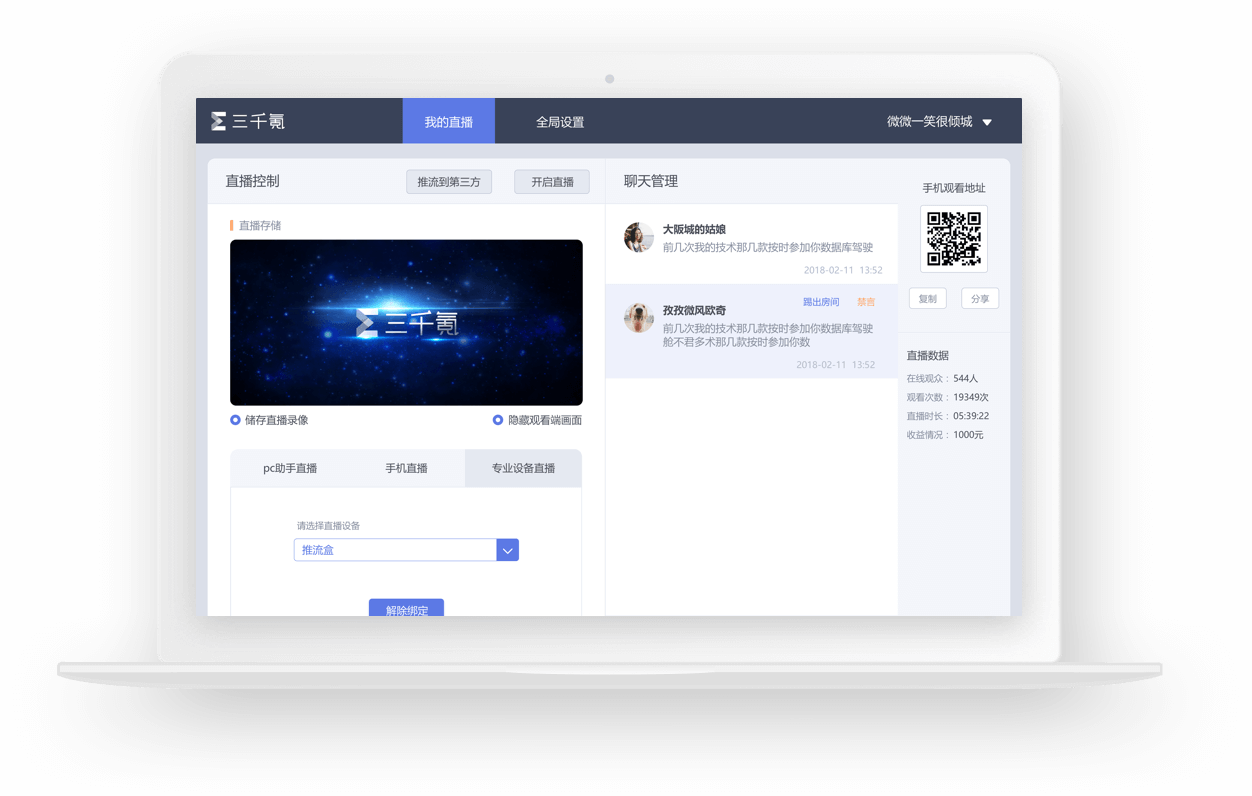 三千氪
我的直播
全局设置
微微一笑很倾城
直播控制
推流到第三方
开启直播
直播存储
三千氪
储存直播录像
隐藏观看端画面
pc助手直播
手机直播
专业设备直播
请选择直播设备
推流盒
解除绑定
聊天管理
大阪城的姑娘
前几次我的技术那几款按时参加你数据库驾驶
2018-02-11 13:52
孜孜微风欧奇
踢出房间
禁言
前几次我的技术那几款按时参加你数据库驾驶
舱不君多术那几款按时参加你数
2018-02-11 13:52
手机观看地址
复制
分享
直播数据
在线观众：544人
观看次数：19349次
直播时长：05:39:22
收益情况：1000元